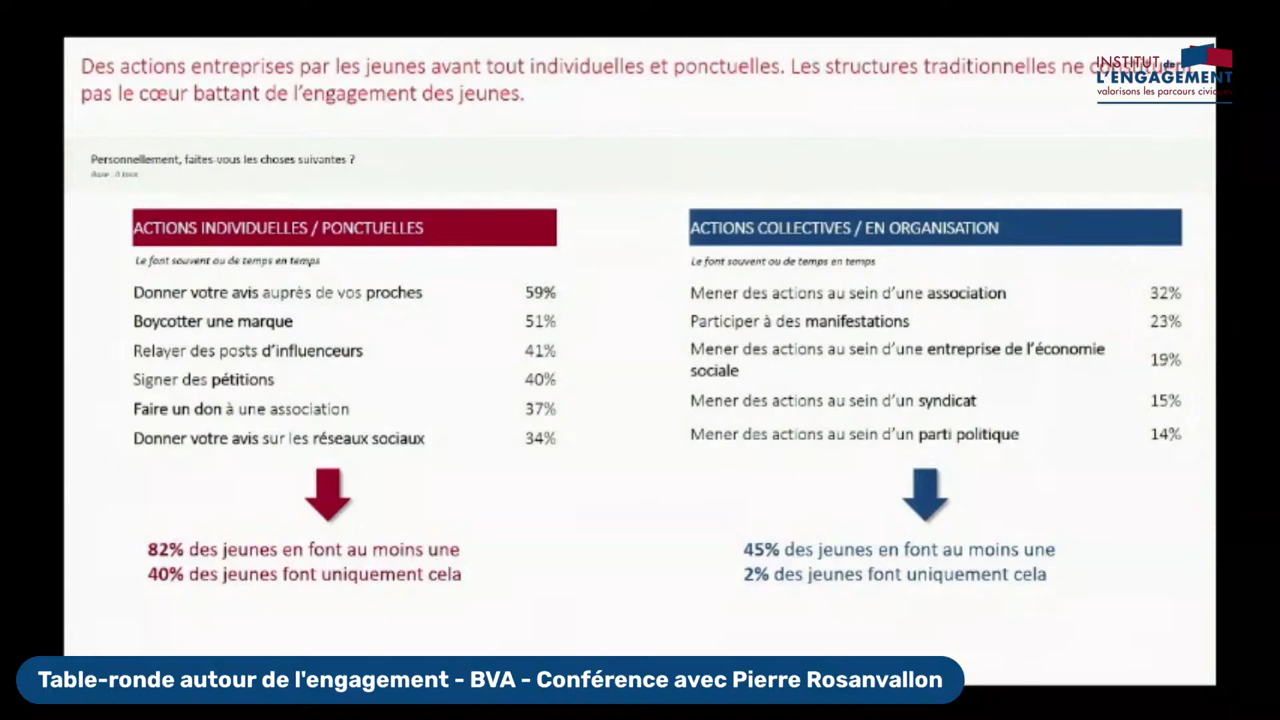 Des actions entreprises par les jeunes avant tout individuelles et ponctuelles. Les structures traditionnelles ne
pas le cœur battant de l'engagement des jeunes.
INSTITUT de
L'ENGAGEMENT
valorisons les parcours civiques
Personnellement, faites-vous les choses suivantes ?
ACTIONS INDIVIDUELLES / PONCTUELLES
Le font souvent ou de temps en temps
Donner votre avis auprès de vos proches 59%
Boycotter une marque 51%
Relayer des posts d'influenceurs 41%
Signer des pétitions 40%
Faire un don à une association 37%
Donner votre avis sur les réseaux sociaux 34%
82% des jeunes en font au moins une
40% des jeunes font uniquement cela
ACTIONS COLLECTIVES / EN ORGANISATION
Le font souvent ou de temps en temps
Mener des actions au sein d'une association 32%
Participer à des manifestations 23%
Mener des actions au sein d'une entreprise de l'économie
sociale 19%
Mener des actions au sein d'un syndicat 15%
Mener des actions au sein d'un parti politique 14%
45% des jeunes en font au moins une
2% des jeunes font uniquement cela
Table-ronde autour de l'engagement - BVA - Conférence avec Pierre Rosanvallon